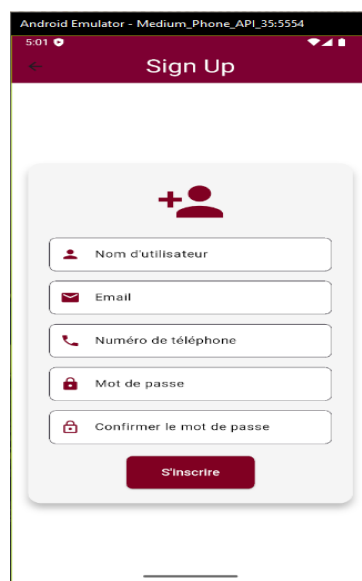 Android Emulator - Medium_Phone_API_35:5554
5:01
Sign Up
Nom d'utilisateur
Email
Numéro de téléphone
Mot de passe
Confirmer le mot de passe
S'inscrire